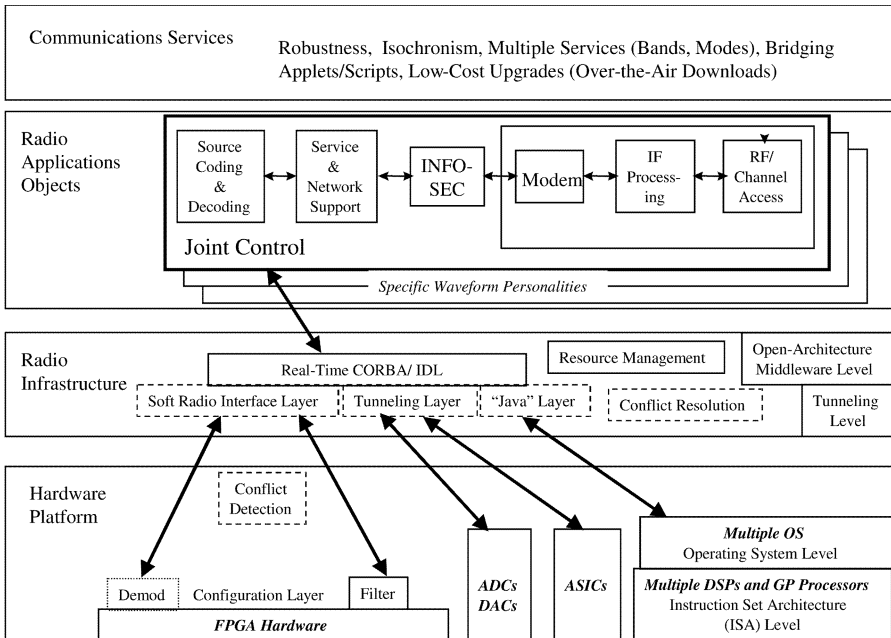 Communications Services
Robustness, Isochronism, Multiple Services (Bands, Modes), Bridging
Applets/Scripts, Low-Cost Upgrades (Over-the-Air Downloads)
Radio
Applications
Objects
Source
Coding
&
Decoding
Service
&
Network
Support
INFO-
SEC
Modem
IF
Process-
ing
RF/
Channel
Access
Joint Control
Specific Waveform Personalities
Radio
Infrastructure
Real-Time CORBA/ IDL
Resource Management
Open-Architecture
Middleware Level
Soft Radio Interface Layer
Tunneling Layer
“Java” Layer
Conflict Resolution
Tunneling
Level
Hardware
Platform
Conflict
Detection
Demod
Configuration Layer
Filter
FPGA Hardware
ADCs
DACs
ASICs
Multiple OS
Operating System Level
Multiple DSPs and GP Processors
Instruction Set Architecture
(ISA) Level